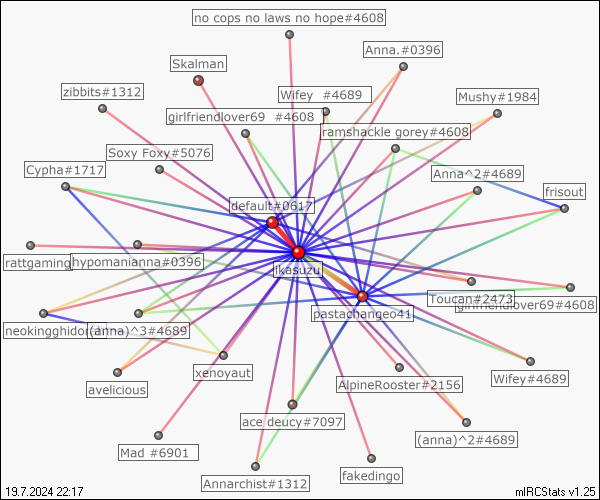 no cops no laws no hope#4608
Anna.#0396
Skalman
zibbits#1312
Wifey #4689
Mushy#1984
girlfriendlover69 #4608
ramshackle gorey#4608
Soxy Foxy#5076
Cypha#1717
Anna^2#4689
frisout
default#0617
rattgaming
hypomanianna#0396
ikasuzu
Toucan#2473
girlfriendlover69#4608
pastachangeo41
(anna)^3#4689
xenoyaut
Wifey#4689
avelicious
AlpineRooster#2156
ace deucy#7097
(anna)^2#4689
Mad #6901
Annarchist#1312
fakedingo
19.7.2024 22:17
mIRCStats v1.25